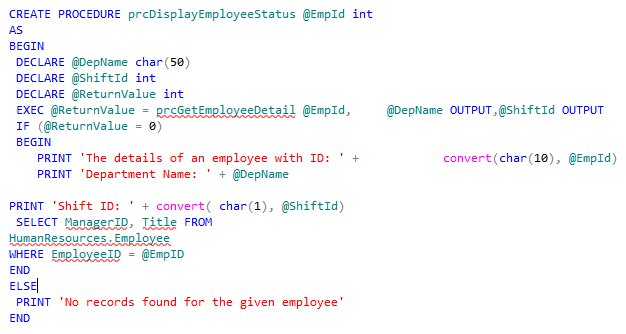 CREATE PROCEDURE prcDisplayEmployeeStatus @EmpId int
AS
BEGIN
DECLARE @DepName char(50)
DECLARE @ShiftId int
DECLARE @ReturnValue int
EXEC @ReturnValue = prcGetEmployeeDetail @EmpId, @DepName OUTPUT,@ShiftId OUTPUT
IF (@ReturnValue = 0)
BEGIN
PRINT 'The details of an employee with ID: ' + convert(char(10), @EmpId)
PRINT 'Department Name: ' + @DepName
PRINT 'Shift ID: ' + convert( char(1), @ShiftId)
SELECT ManagerID, Title FROM
HumanResources.Employee
WHERE EmployeeID = @EmpID
END
ELSE
PRINT 'No records found for the given employee'
END